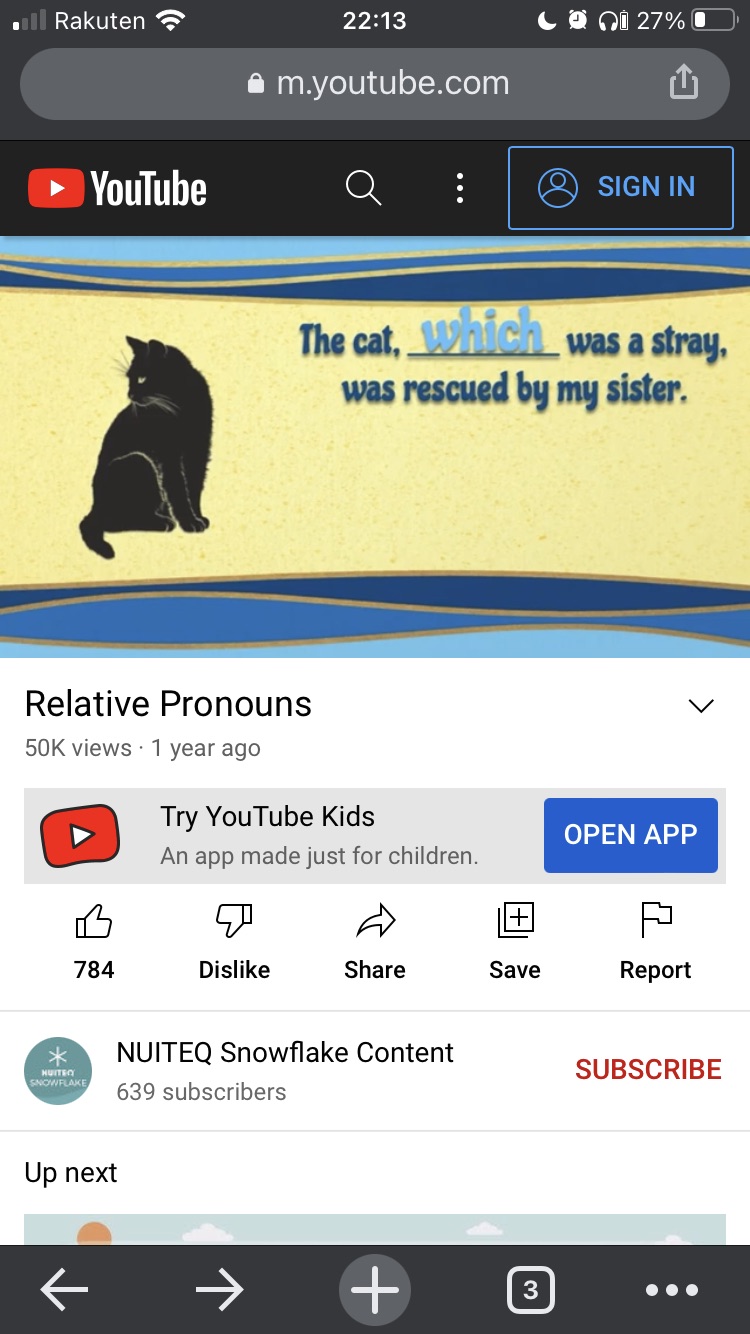 Rakuten 22:13 27%
m.youtube.com
YouTube SIGN IN
The cat, which was a stray,
was rescued by my sister.
Relative Pronouns
50K views · 1 year ago
Try YouTube Kids
An app made just for children.
OPEN APP
784 Dislike Share Save Report
NUITEQ SNOWFLAKE
NUITEQ Snowflake Content
639 subscribers
SUBSCRIBE
Up next
3